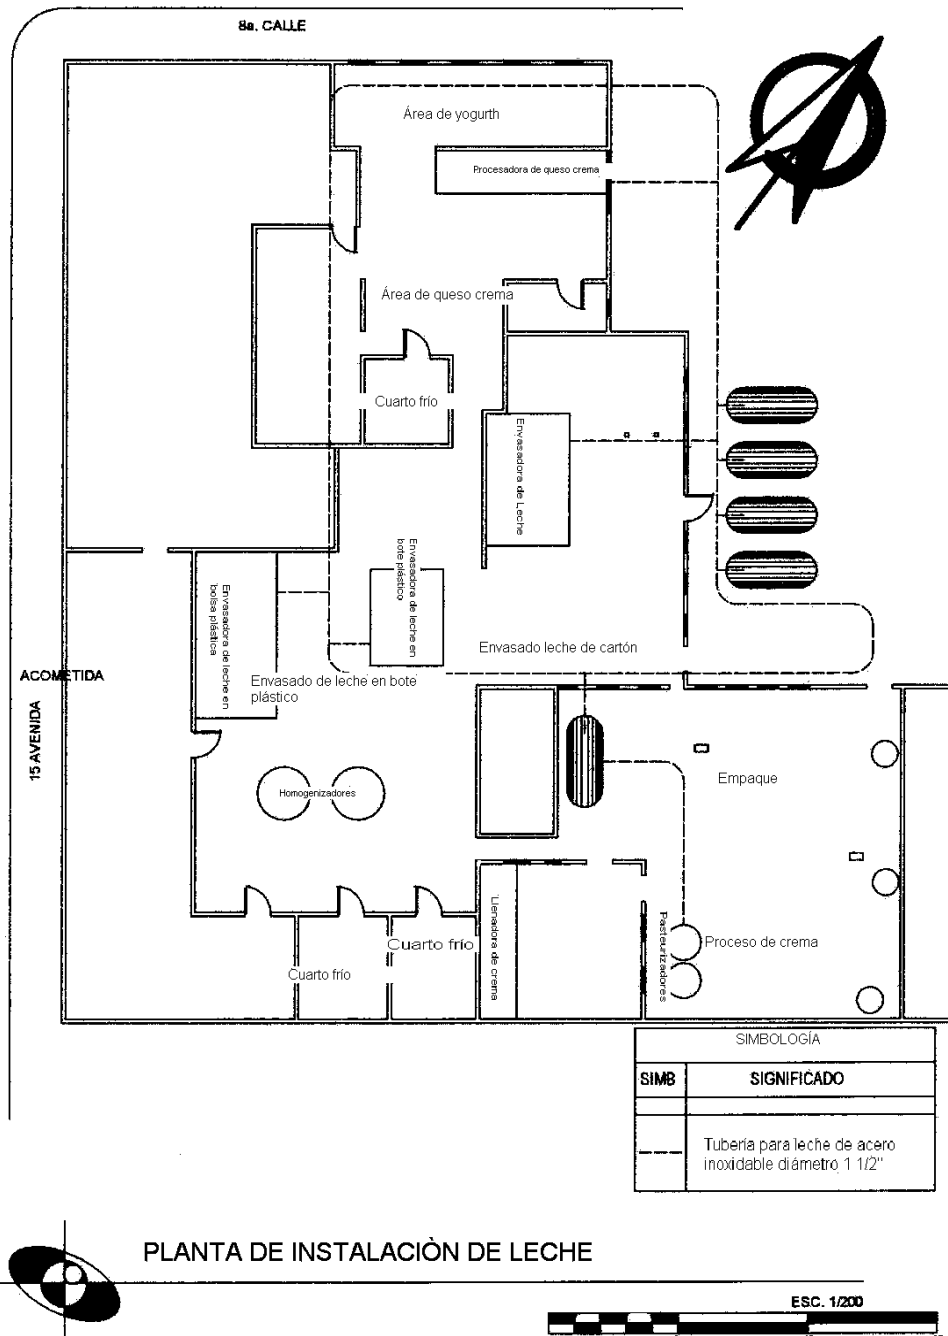 8a. CALLE
Área de yogurth
Procesadora de queso crema
Área de queso crema
Cuarto frío
Envasadora de Leche
Envasadora de leche en
bote plástico
Envasadora de leche en
bolsa plástica
Envasado leche de cartón
ACOMETIDA
Envasado de leche en bote
plástico
15 AVENIDA
Empaque
Homogenizadores
Llenadora de crema
Pasteurizadores
Proceso de crema
Cuarto frío
Cuarto frío
SIMBOLOGÍA
SIMB
SIGNIFICADO
Tubería para leche de acero
inoxidable diámetro 1 1/2"
PLANTA DE INSTALACIÒN DE LECHE
ESC. 1/200